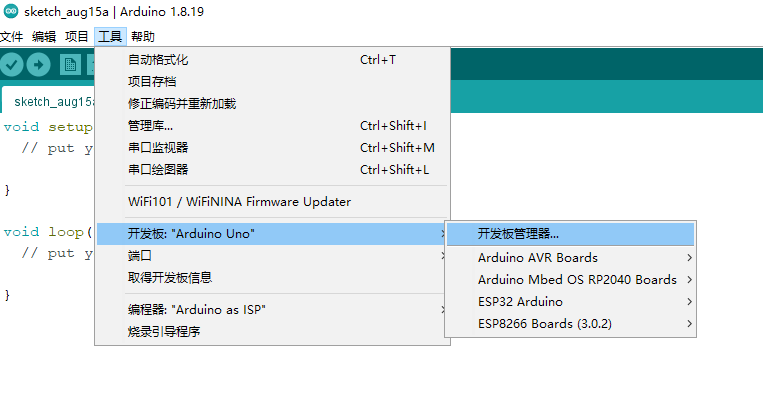 sketch_aug15a | Arduino 1.8.19
文件 编辑 项目 工具 帮助
sketch_aug15a
void setup
// put y
}
void loop(
// put y
}
自动格式化 Ctrl+T
项目存档
修正编码并重新加载
管理库... Ctrl+Shift+I
串口监视器 Ctrl+Shift+M
串口绘图器 Ctrl+Shift+L
WiFi101 / WiFiNINA Firmware Updater
开发板: "Arduino Uno"
端口
取得开发板信息
编程器: "Arduino as ISP"
烧录引导程序
开发板管理器...
Arduino AVR Boards
Arduino Mbed OS RP2040 Boards
ESP32 Arduino
ESP8266 Boards (3.0.2)